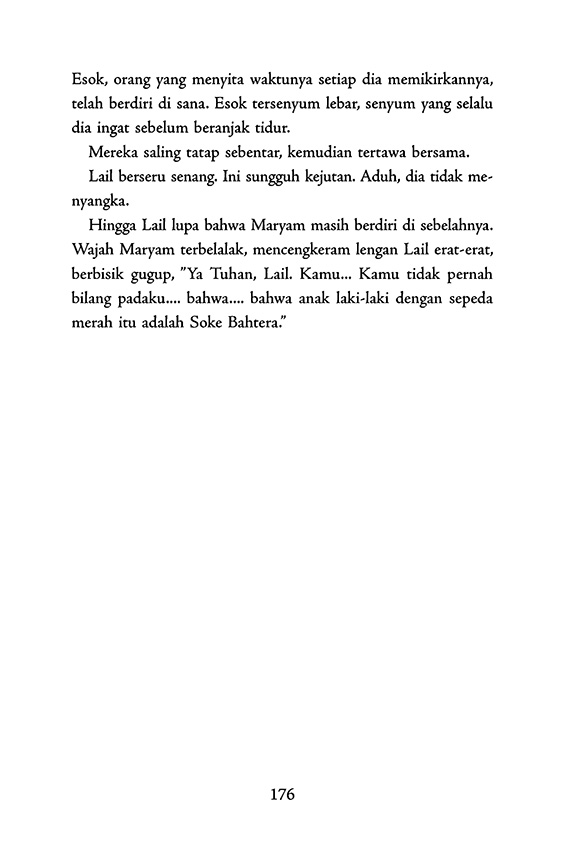 Esok, orang yang menyita waktunya setiap dia memikirkannya,
telah berdiri di sana. Esok tersenyum lebar, senyum yang selalu
dia ingat sebelum beranjak tidur.
Mereka saling tatap sebentar, kemudian tertawa bersama.
Lail berseru senang. Ini sungguh kejutan. Aduh, dia tidak me-
nyangka.
Hingga Lail lupa bahwa Maryam masih berdiri di sebelahnya.
Wajah Maryam terbelalak, mencengkeram lengan Lail erat-erat,
berbisik gugup, ”Ya Tuhan, Lail. Kamu... Kamu tidak pernah
bilang padaku.... bahwa.... bahwa anak laki-laki dengan sepeda
merah itu adalah Soke Bahtera.”
176